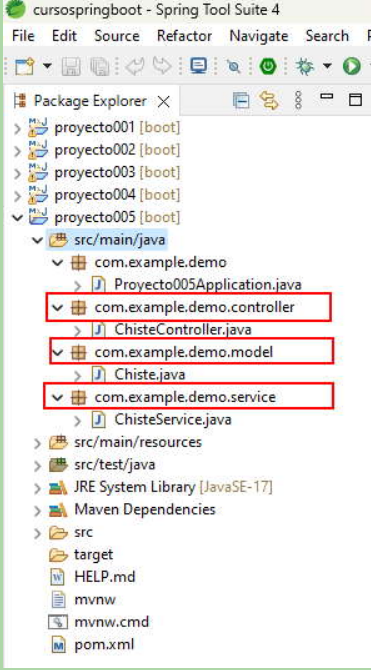 cursospringboot - Spring Tool Suite 4
File Edit Source Refactor Navigate Search
Package Explorer
proyecto001 [boot]
proyecto002 [boot]
proyecto003 [boot]
proyecto004 [boot]
proyecto005 [boot]
src/main/java
com.example.demo
Proyecto005Application.java
com.example.demo.controller
ChisteController.java
com.example.demo.model
Chiste.java
com.example.demo.service
ChisteService.java
src/main/resources
src/test/java
JRE System Library [JavaSE-17]
Maven Dependencies
src
target
HELP.md
mvnw
mvnw.cmd
pom.xml